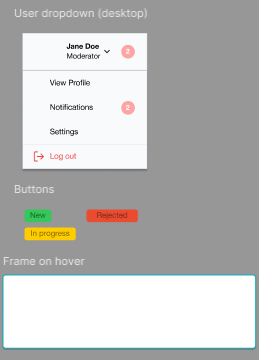 User dropdown (desktop)
Jane Doe
Moderator
2
View Profile
Notifications
2
Settings
Log out
Buttons
New
Rejected
In progress
Frame on hover